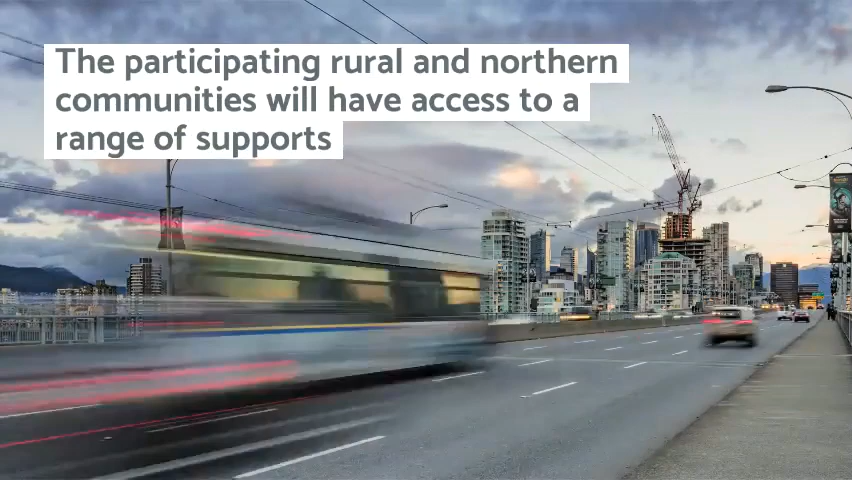 The participating rural and northern
communities will have access to a
range of supports